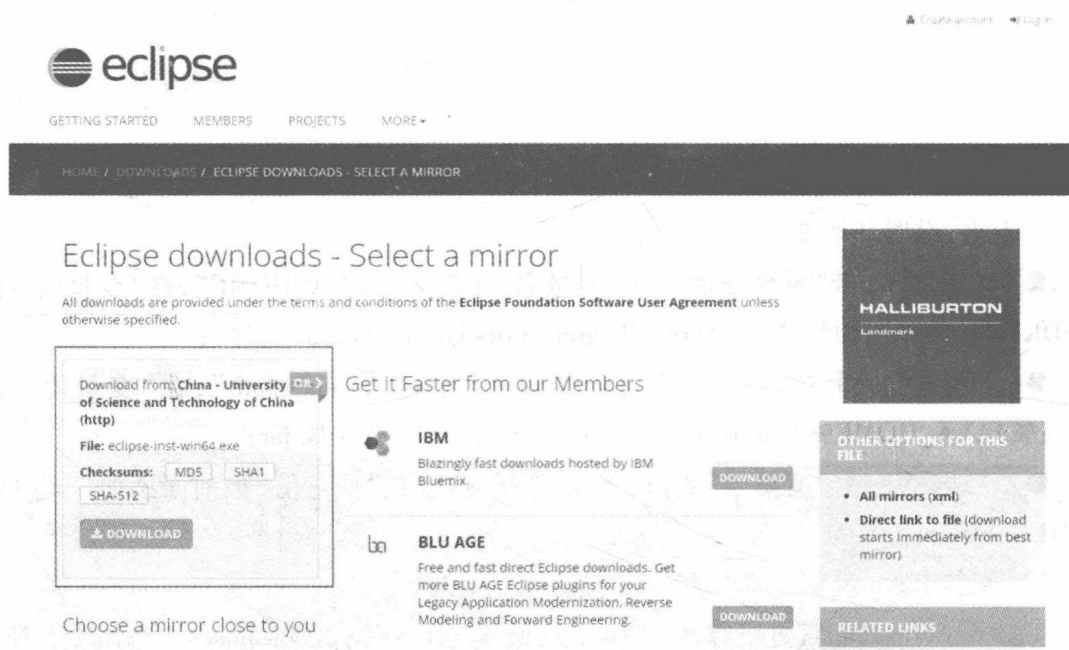 Create account Log in
eclipse
GETTING STARTED MEMBERS PROJECTS MORE
HOME / DOWNLOADS / ECLIPSE DOWNLOADS - SELECT A MIRROR
Eclipse downloads - Select a mirror
All downloads are provided under the terms and conditions of the Eclipse Foundation Software User Agreement unless
otherwise specified.
Download from: China - University
of Science and Technology of China
(http)
OR >
File: eclipse-inst-win64.exe
Checksums: MD5 SHA1
SHA-512
DOWNLOAD
Choose a mirror close to you
Get It Faster from our Members
IBM
Blazingly fast downloads hosted by IBM
Bluemix.
DOWNLOAD
bn
BLU AGE
Free and fast direct Eclipse downloads. Get
more BLU AGE Eclipse plugins for your
Legacy Application Modernization, Reverse
Modeling and Forward Engineering.
DOWNLOAD
HALLIBURTON
Landmark
OTHER OPTIONS FOR THIS
FILE
• All mirrors (xml)
• Direct link to file (download
starts immediately from best
mirror)
RELATED LINKS